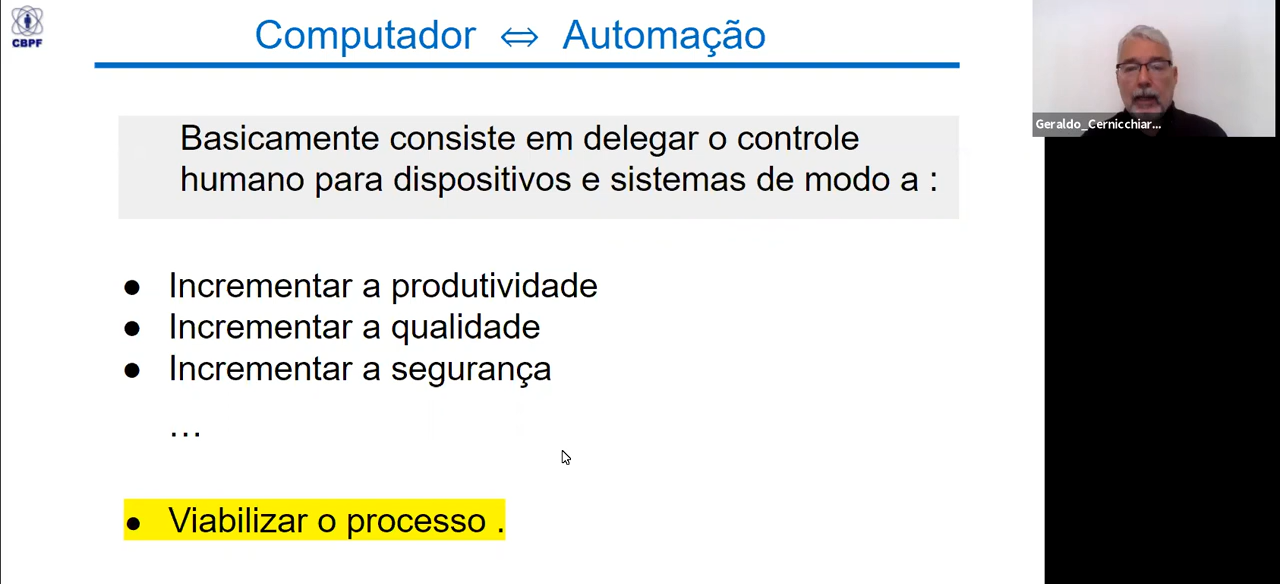 CBPF
Computador ⇔ Automação
Geraldo_Cernicchiar...
Basicamente consiste em delegar o controle
humano para dispositivos e sistemas de modo a :
● Incrementar a produtividade
● Incrementar a qualidade
● Incrementar a segurança
...
● Viabilizar o processo .